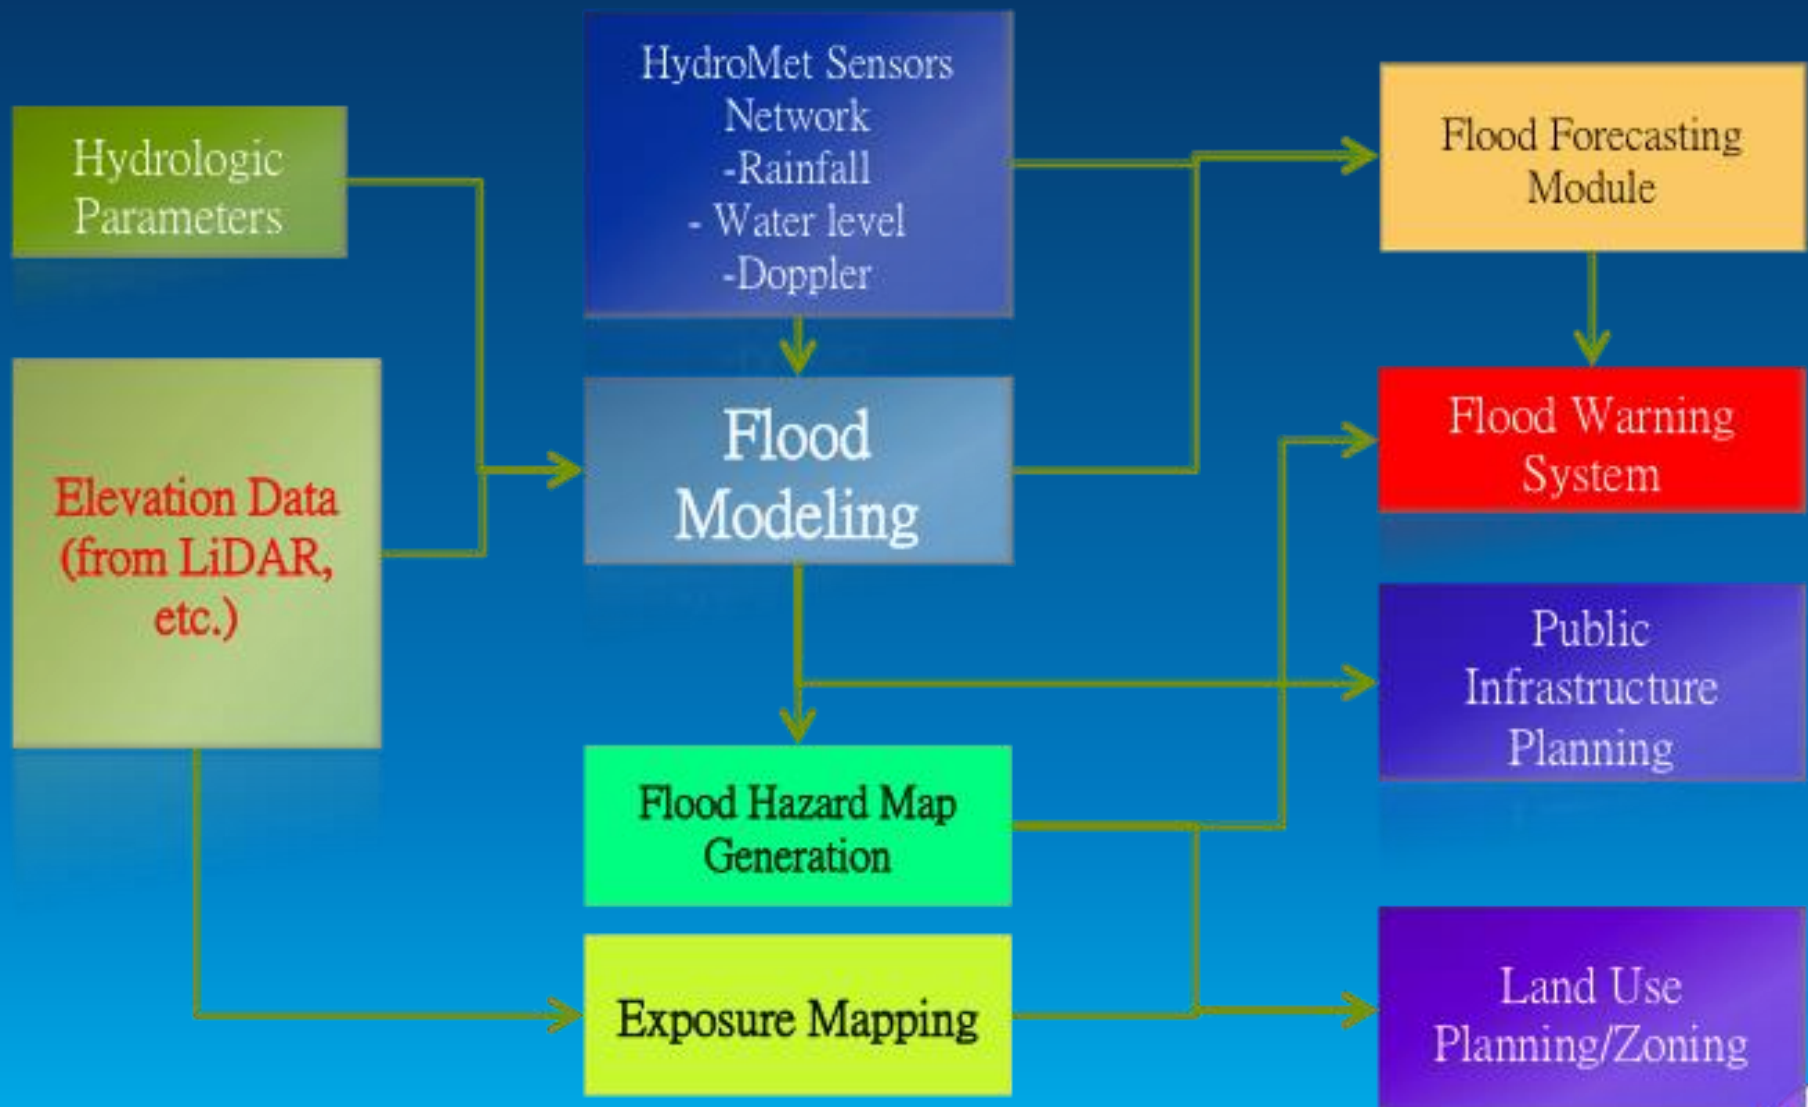 Hydrologic
Parameters
HydroMet Sensors
Network
-Rainfall
- Water level
-Doppler
Flood Forecasting
Module
Elevation Data
(from LiDAR,
etc.)
Flood
Modeling
Flood Warning
System
Public
Infrastructure
Planning
Flood Hazard Map
Generation
Exposure Mapping
Land Use
Planning/Zoning